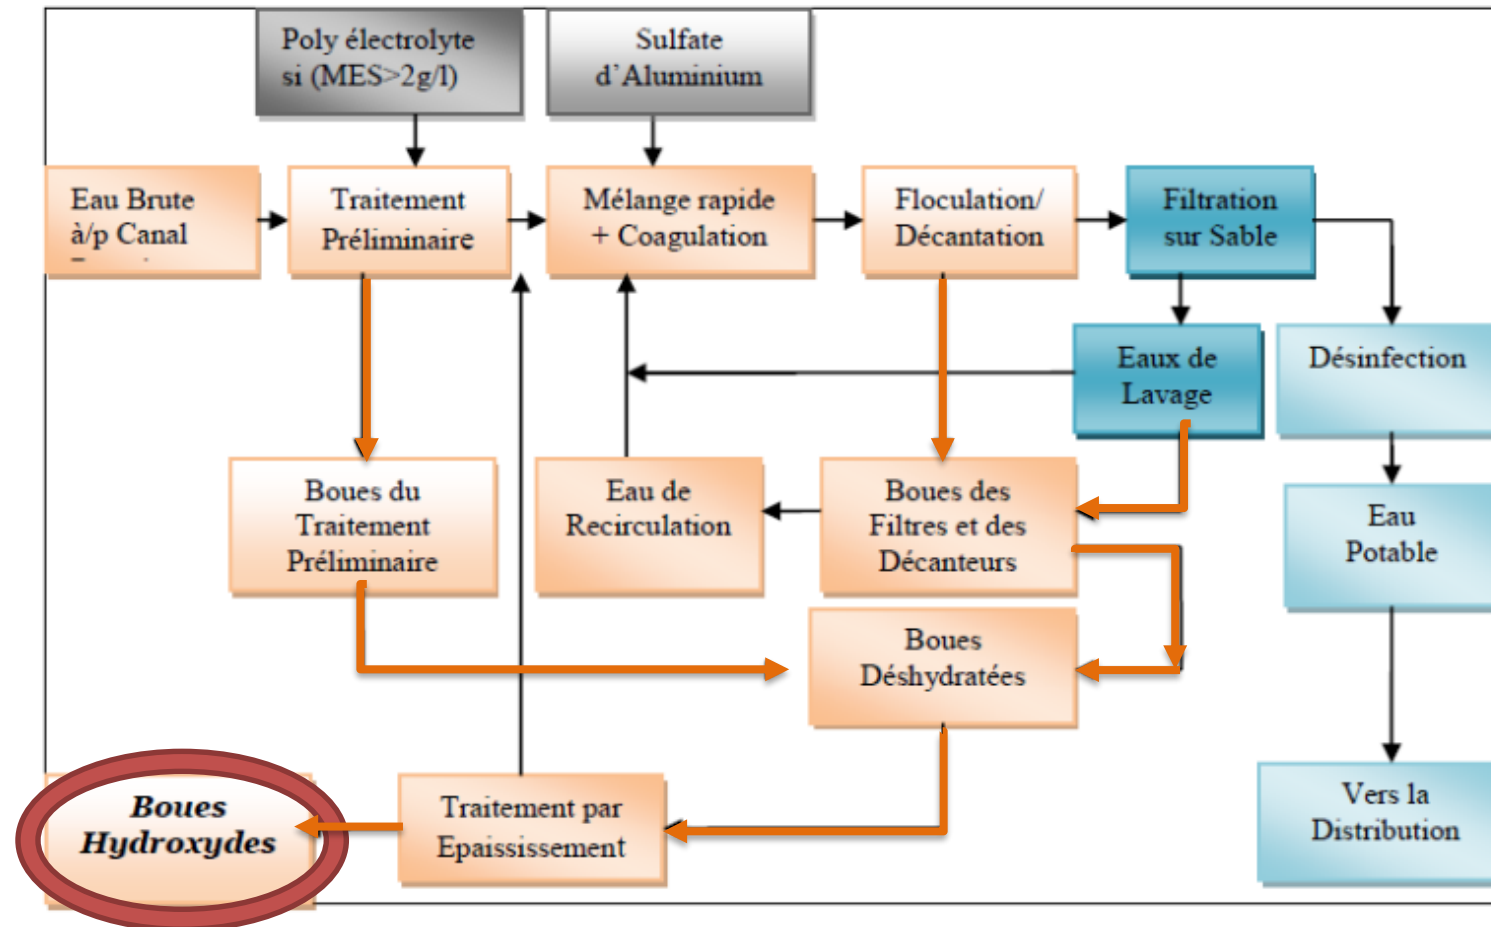 Poly électrolyte
si (MES>2g/l)
Sulfate
d`Aluminium
Eau Brute
à/p Canal
Traitement
Préliminaire
Mélange rapide
+ Coagulation
Floculation/
Décantation
Filtration
sur Sable
Eaux de
Lavage
Désinfection
Boues du
Traitement
Préliminaire
Eau de
Recirculation
Boues des
Filtres et des
Décanteurs
Eau
Potable
Boues
Déshydratées
Boues
Hydroxydes
Traitement par
Epaississement
Vers la
Distribution